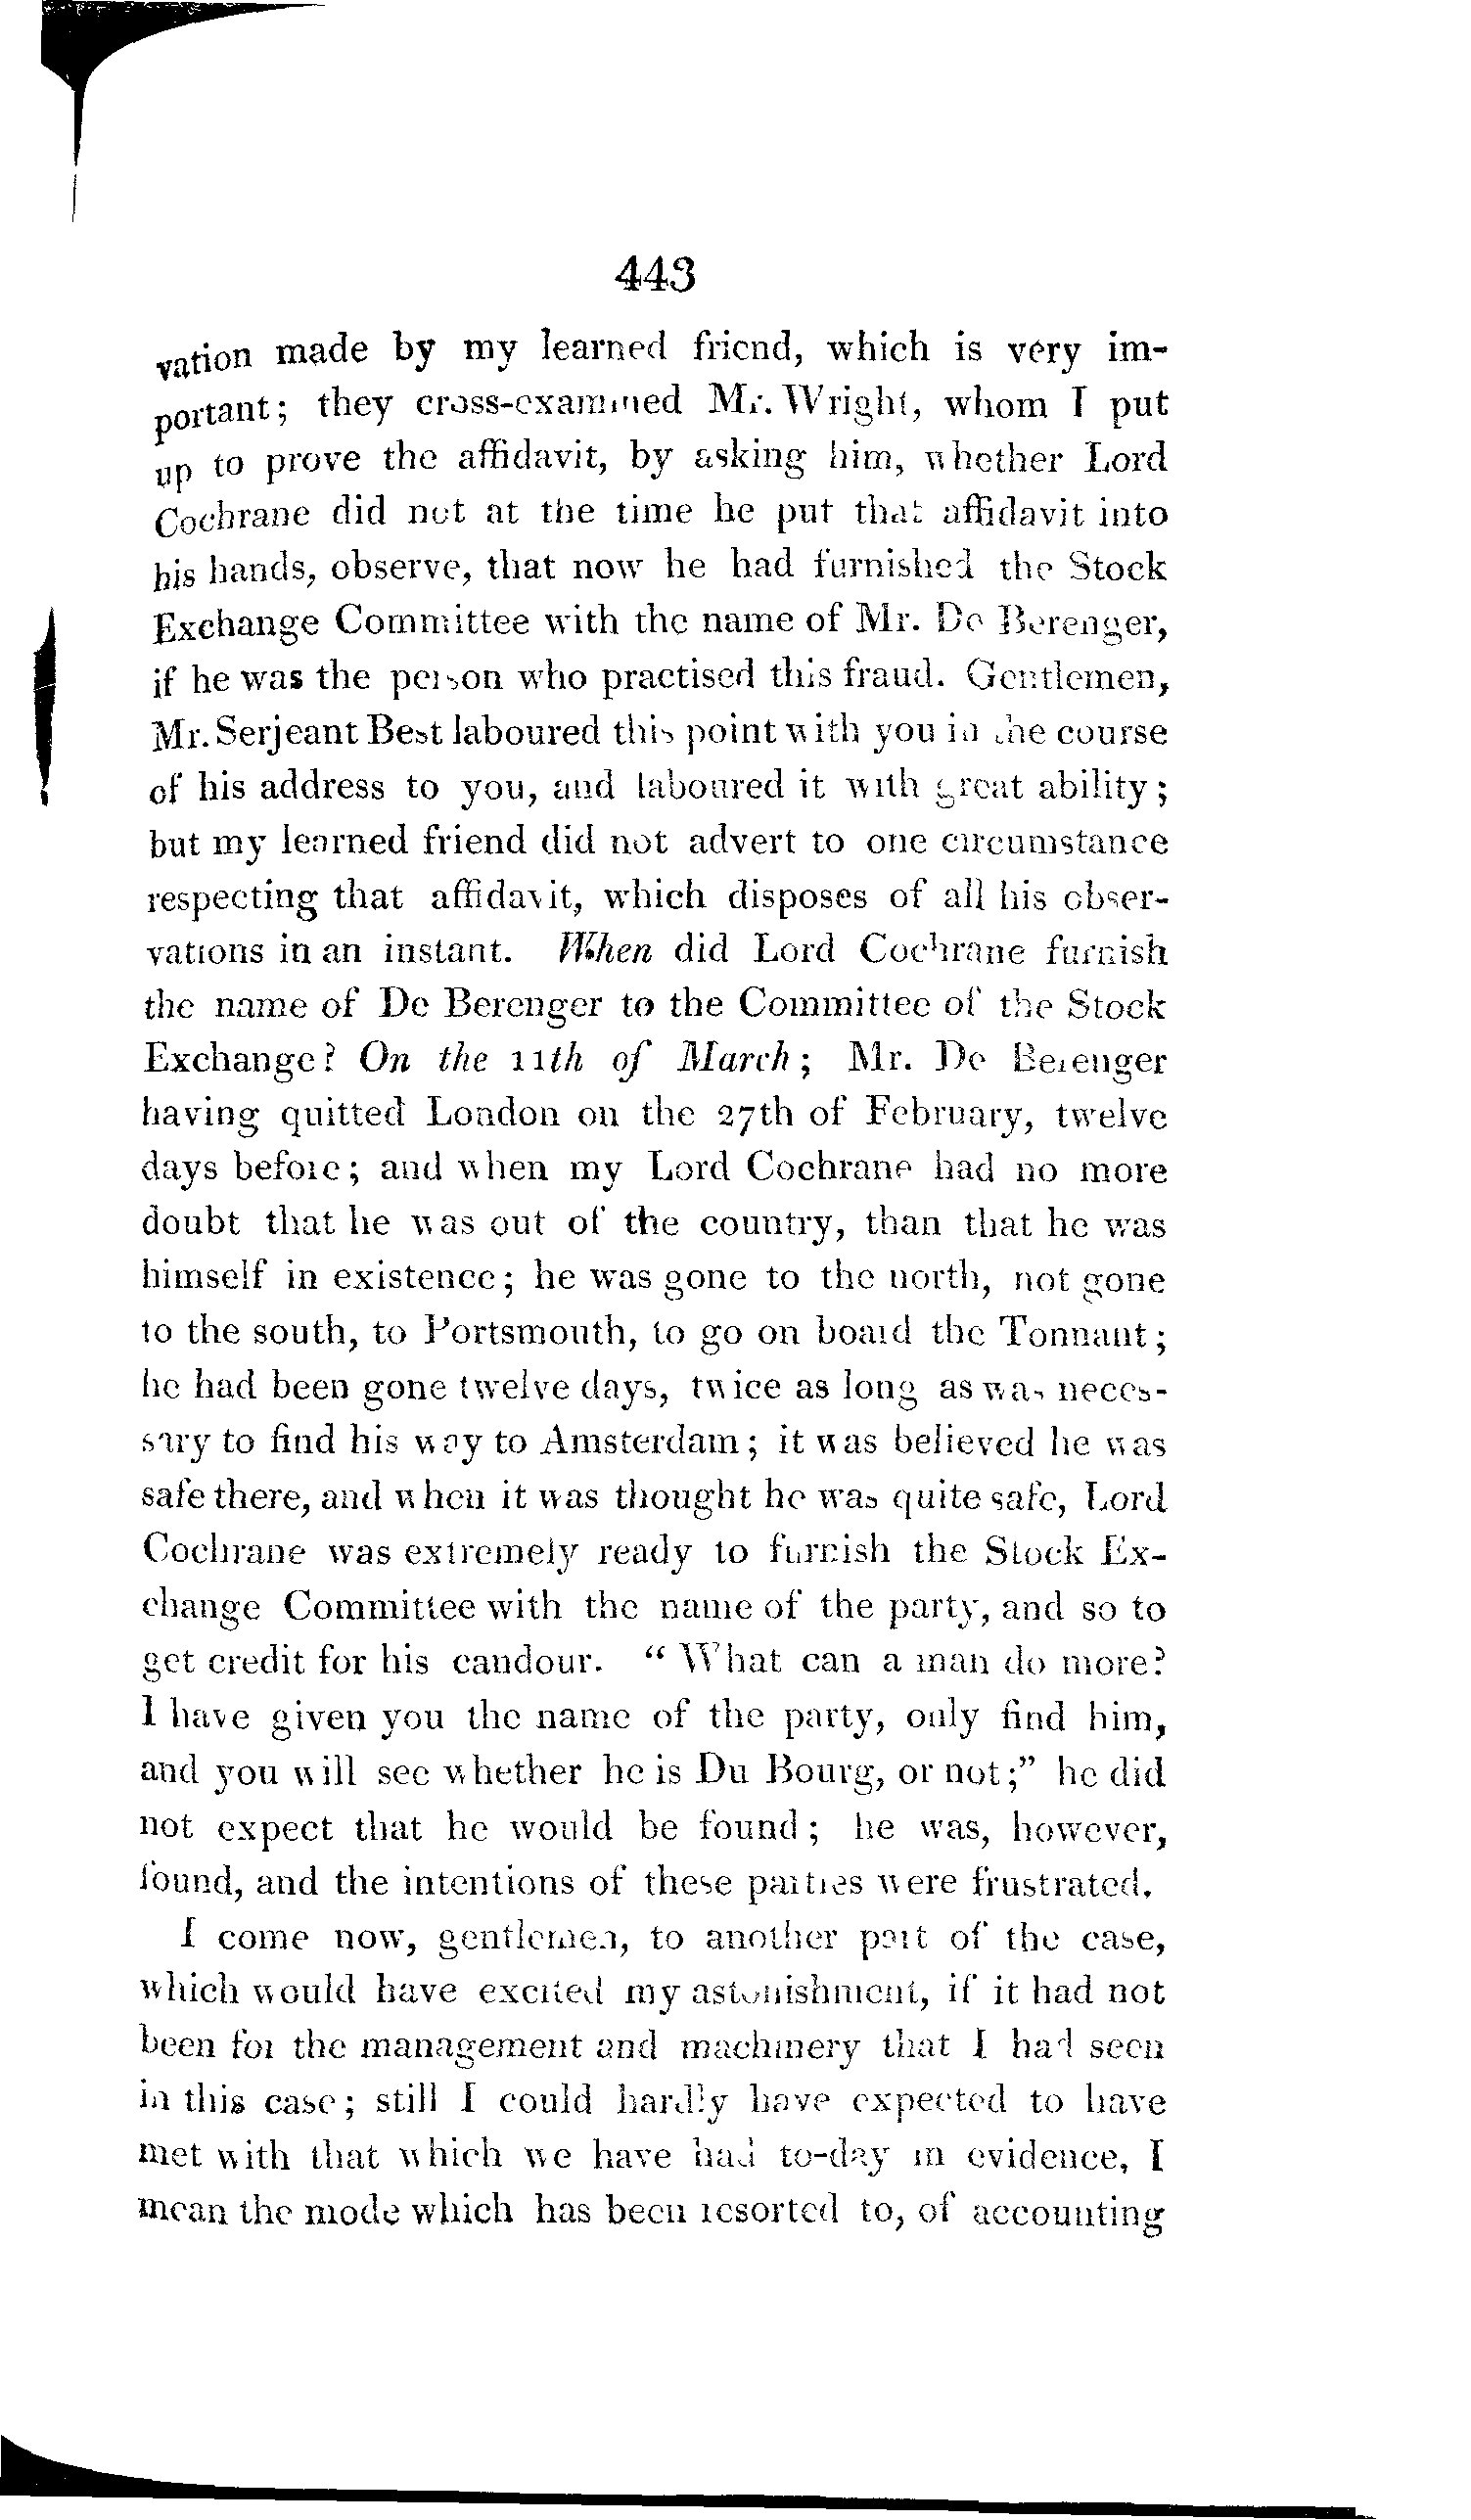 443
vation made by my learned friend, which is very im-
portant; they cross-examined Mr. Wright, whom I put
up to prove the affidavit, by asking him, whether Lord
Cochrane did not at the time he put that affidavit into
his hands, observe, that now he had furnished the Stock
Exchange Committee with the name of Mr. De Berenger,
if he was the person who practised this fraud. Gentlemen,
Mr. Serjeant Best laboured this point with you in the course
of his address to you, and laboured it with great ability;
but my learned friend did not advert to one circumstance
respecting that affidavit, which disposes of all his obser-
vations in an instant. When did Lord Cochrane furnish
the name of De Berenger to the Committee of the Stock
Exchange? On the 11th of March; Mr. De Berenger
having quitted London on the 27th of February, twelve
days before; and when my Lord Cochrane had no more
doubt that he was out of the country, than that he was
himself in existence; he was gone to the north, not gone
to the south, to Portsmouth, to go on board the Tonnant;
he had been gone twelve days, twice as long as was neces-
sary to find his way to Amsterdam; it was believed he was
safe there, and when it was thought he was quite safe, Lord
Cochrane was extremely ready to furnish the Stock Ex-
change Committee with the name of the party, and so to
get credit for his candour. “ What can a man do more?
I have given you the name of the party, only find him,
and you will see whether he is Du Bourg, or not;” he did
not expect that he would be found; he was, however,
found, and the intentions of these parties were frustrated.
I come now, gentlemen, to another part of the case,
which would have excited my astonishment, if it had not
been for the management and machinery that I had seen
in this case; still I could hardly have expected to have
met with that which we have had to-day in evidence, I
mean the mode which has been resorted to, of accounting